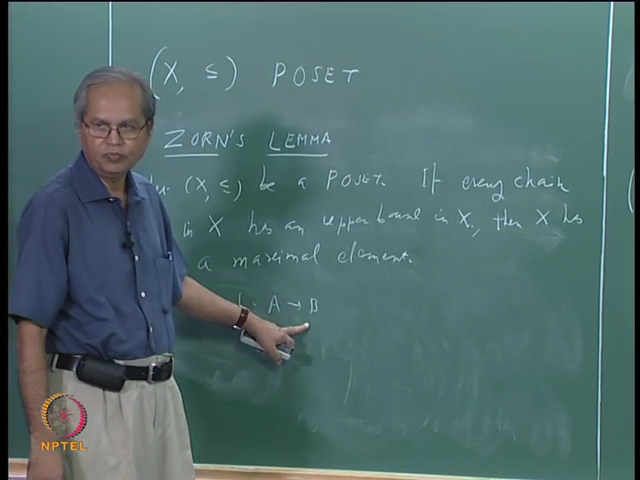 (X, ≤) POSET
ZORN'S LEMMA
(X, ≤) be a POSET. If every chain
in X has an upper bound in X, then X has
a maximal element.
f: A → B
NPTEL